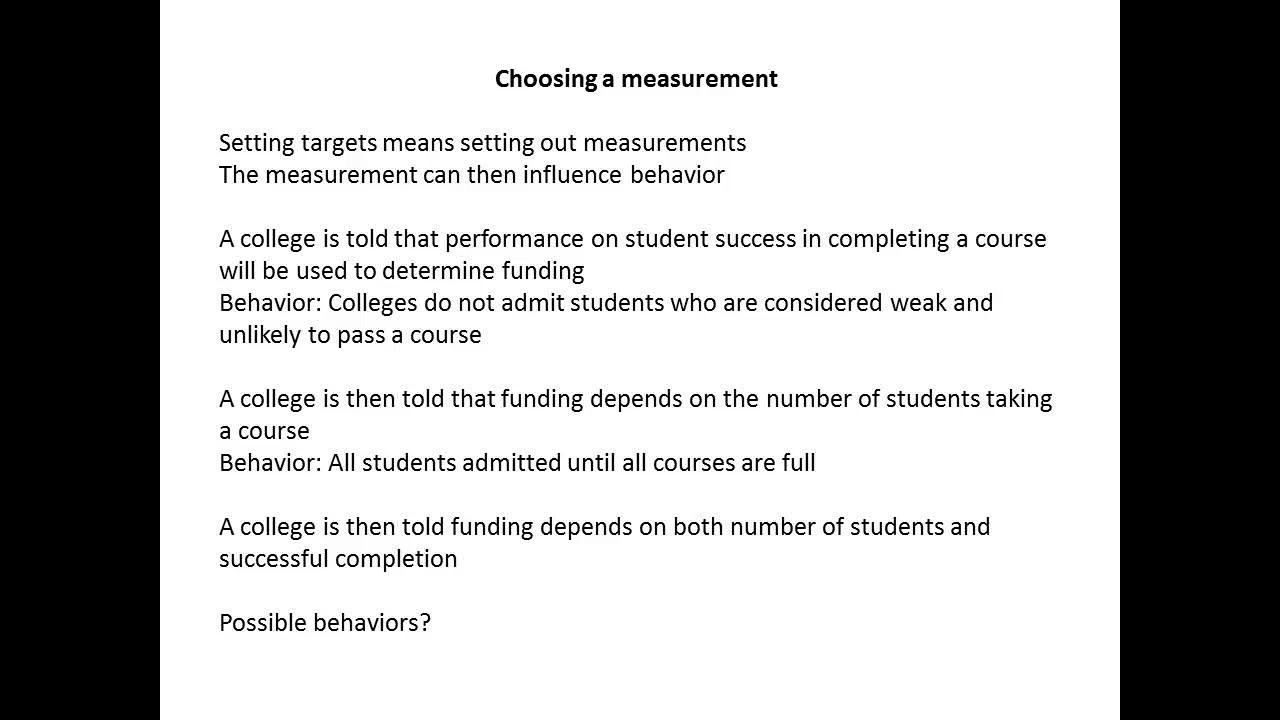 Choosing a measurement
Setting targets means setting out measurements
The measurement can then influence behavior
A college is told that performance on student success in completing a course
will be used to determine funding
Behavior: Colleges do not admit students who are considered weak and
unlikely to pass a course
A college is then told that funding depends on the number of students taking
a course
Behavior: All students admitted until all courses are full
A college is then told funding depends on both number of students and
successful completion
Possible behaviors?